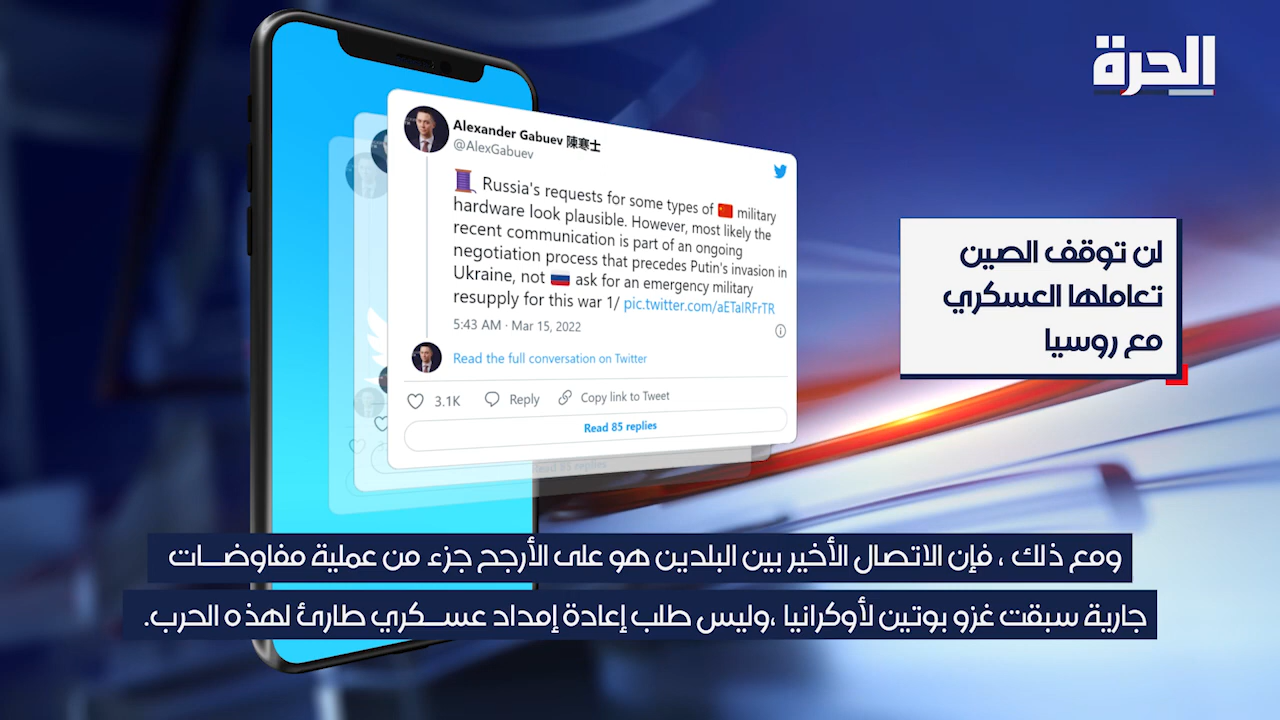 الحرة
Alexander Gabuev 陳寒士
@AlexGabuev
🧵 Russia's requests for some types of 🇨🇳 military
hardware look plausible. However, most likely the
recent communication is part of an ongoing
negotiation process that precedes Putin's invasion in
Ukraine, not 🇷🇺 ask for an emergency military
resupply for this war 1/ pic.twitter.com/aETaIRFrTR
5:43 AM · Mar 15, 2022
Read the full conversation on Twitter
3.1K Reply Copy link to Tweet
Read 85 replies
لن توقف الصين
تعاملها العسكري
مع روسيا
ومع ذلك ، فإن الاتصال الأخير بين البلدين هو على الأرجح جزء من عملية مفاوضات
جارية سبقت غزو بوتين لأوكرانيا ،وليس طلب إعادة إمداد عسكري طارئ لهذه الحرب.